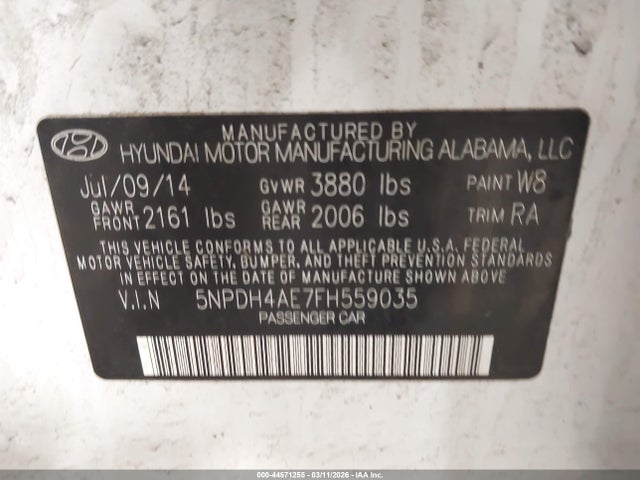 MANUFACTURED BY
HYUNDAI MOTOR MANUFACTURING ALABAMA, LLC
Jul/09/14 GVWR 3880 lbs PAINT W8
GAWR FRONT 2161 lbs GAWR REAR 2006 lbs TRIM RA
THIS VEHICLE CONFORMS TO ALL APPLICABLE U.S.A. FEDERAL
MOTOR VEHICLE SAFETY, BUMPER, AND THEFT PREVENTION STANDARDS
IN EFFECT ON THE DATE OF MANUFACTURE SHOWN ABOVE.
V.I.N 5NPDH4AE7FH559035
PASSENGER CAR
000-44571255 - 03/11/2026 - © IAA Inc.